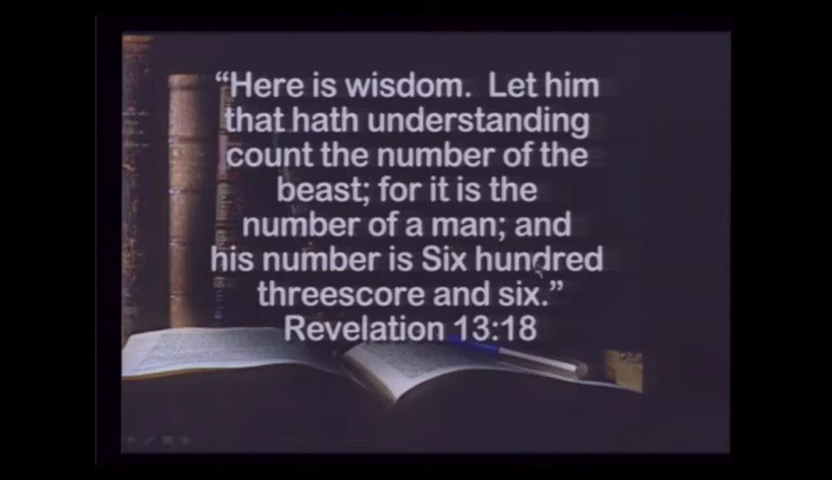 “Here is wisdom.  Let him
that hath understanding
count the number of the
beast; for it is the
number of a man; and
his number is Six hundred
threescore and six.”
Revelation 13:18